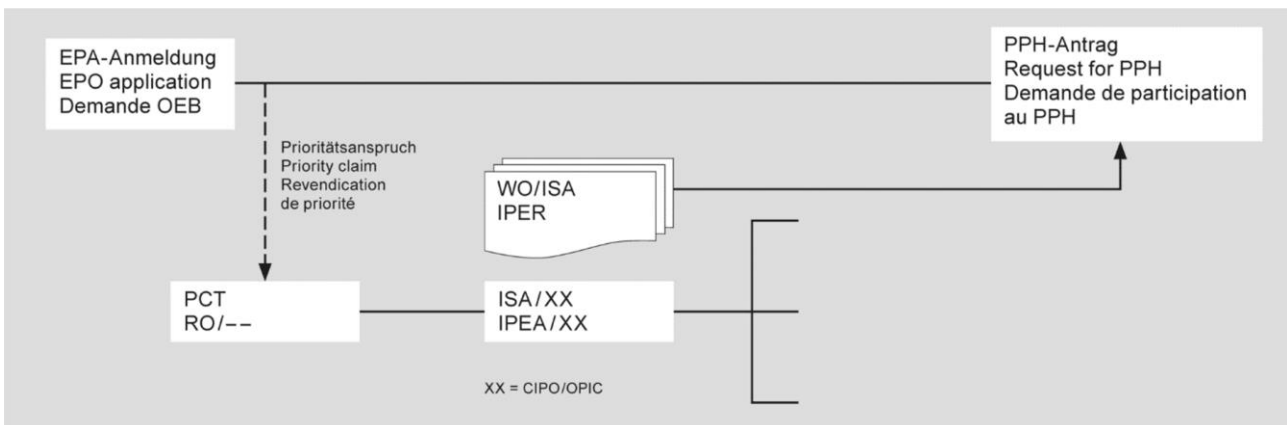 EPA-Anmeldung
EPO application
Demande OEB
PPH-Antrag
Request for PPH
Demande de participation
au PPH
Prioritätsanspruch
Priority claim
Revendication
de priorité
WO/ISA
IPER
PCT
RO/--
ISA/XX
IPEA/XX
XX = CIPO/OPIC